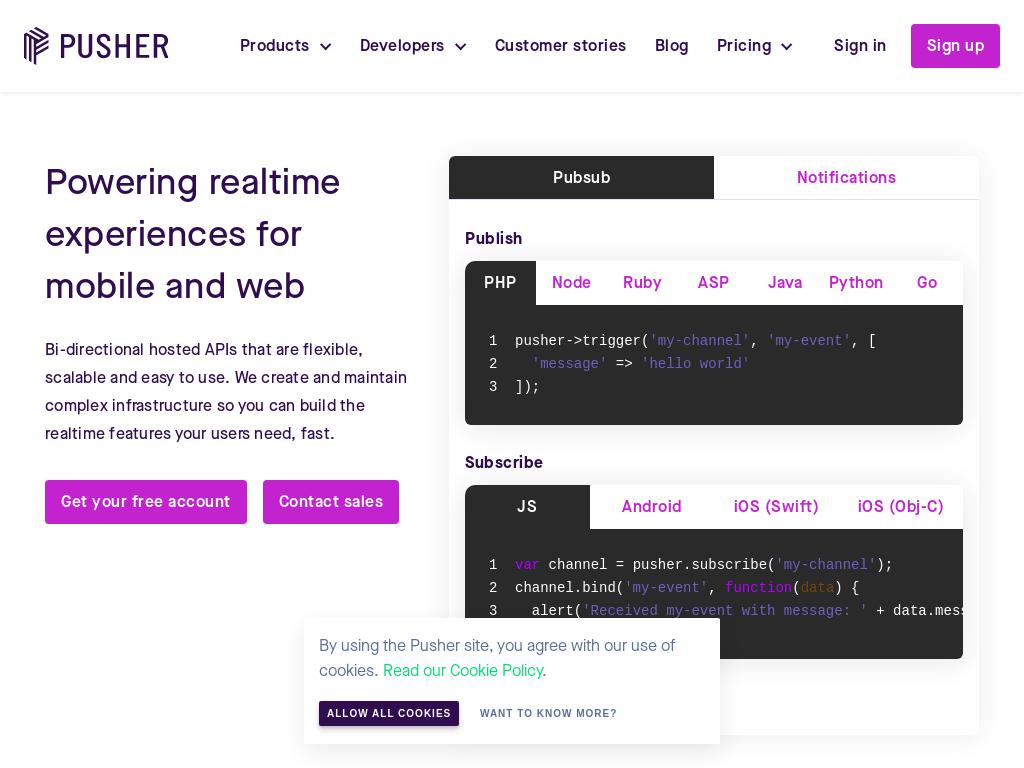 PUSHER
Products
Developers
Customer stories
Blog
Pricing
Sign in
Sign up
Powering realtime
experiences for
mobile and web
Bi-directional hosted APIs that are flexible,
scalable and easy to use. We create and maintain
complex infrastructure so you can build the
realtime features your users need, fast.
Get your free account
Contact sales
Pubsub
Notifications
Publish
PHP
Node
Ruby
ASP
Java
Python
Go
1 pusher->trigger('my-channel', 'my-event', [
2   'message' => 'hello world'
3 ]);
Subscribe
JS
Android
iOS (Swift)
iOS (Obj-C)
1 var channel = pusher.subscribe('my-channel');
2 channel.bind('my-event', function(data) {
3   alert('Received my-event with message: ' + data.mess
By using the Pusher site, you agree with our use of
cookies. Read our Cookie Policy.
ALLOW ALL COOKIES
WANT TO KNOW MORE?